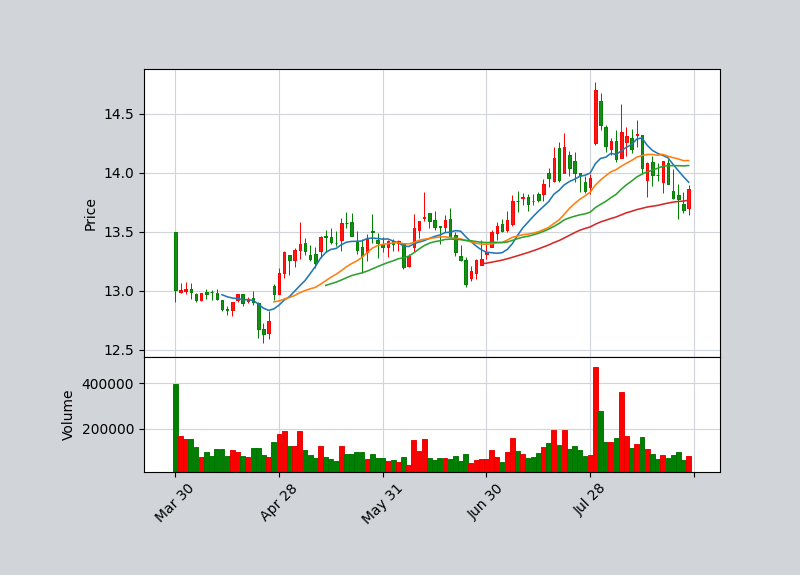 14.5
14.0
13.5
13.0
12.5
Price
400000
200000
Volume
Mar 30
Apr 28
May 31
Jun 30
Jul 28